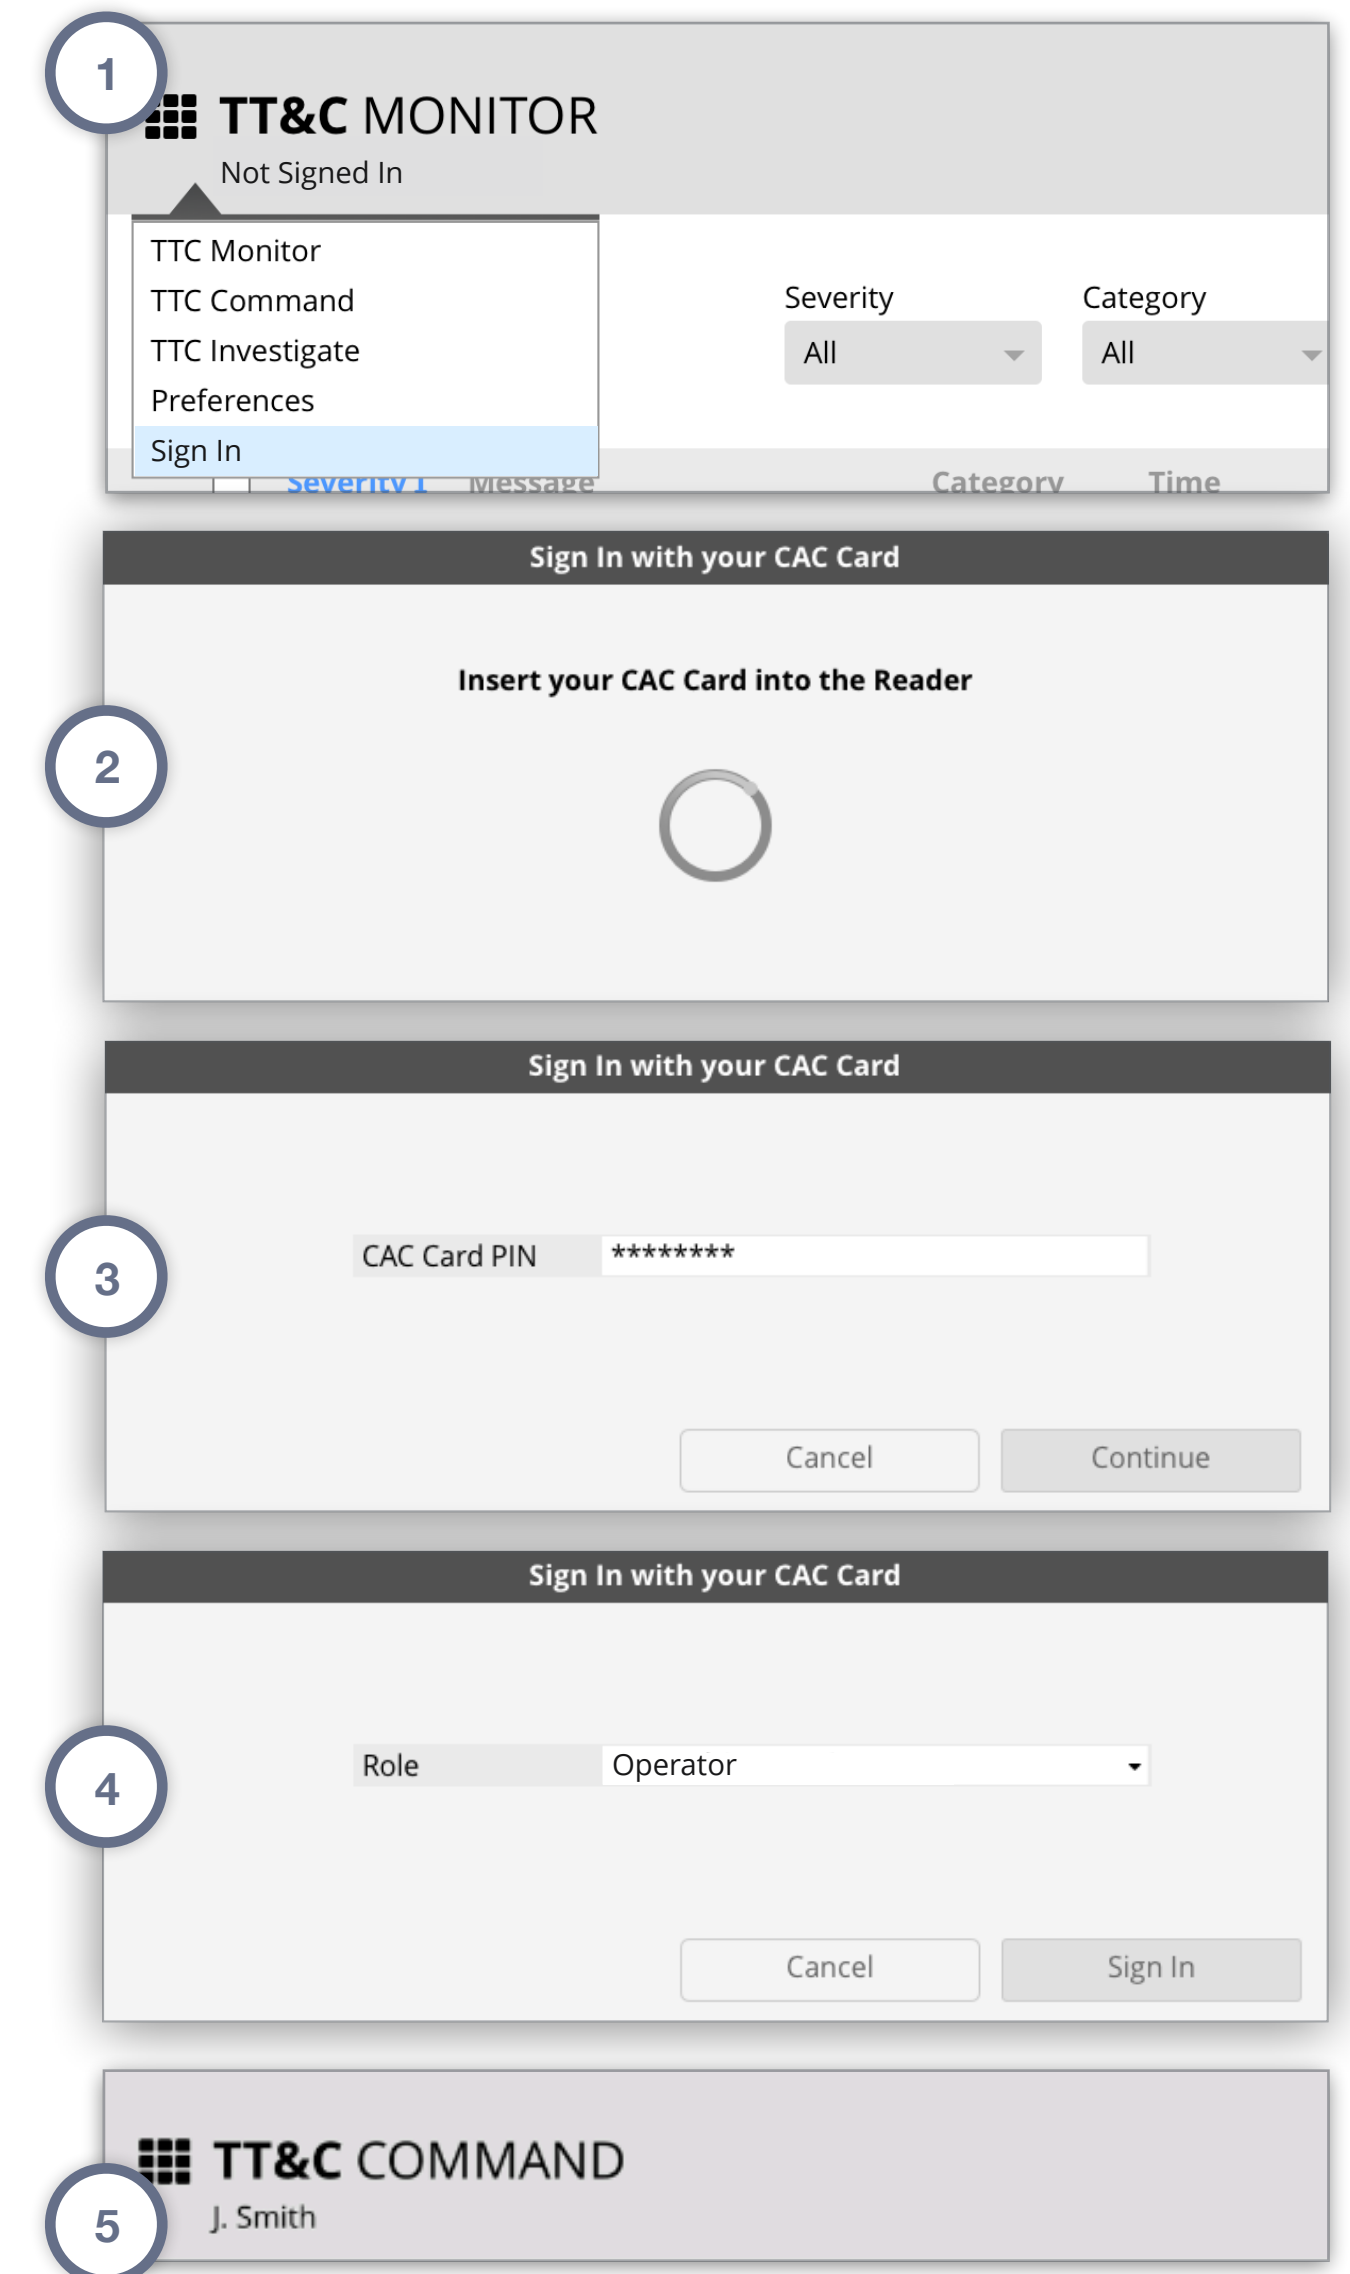 1
TT&C MONITOR
Not Signed In
TTC Monitor
TTC Command
TTC Investigate
Preferences
Sign In
Severity Category
All All
Severity 1 Message Category Time
Sign In with your CAC Card
Insert your CAC Card into the Reader
2
Sign In with your CAC Card
3
CAC Card PIN ********
Cancel Continue
Sign In with your CAC Card
4
Role Operator
Cancel Sign In
TT&C COMMAND
J. Smith
5